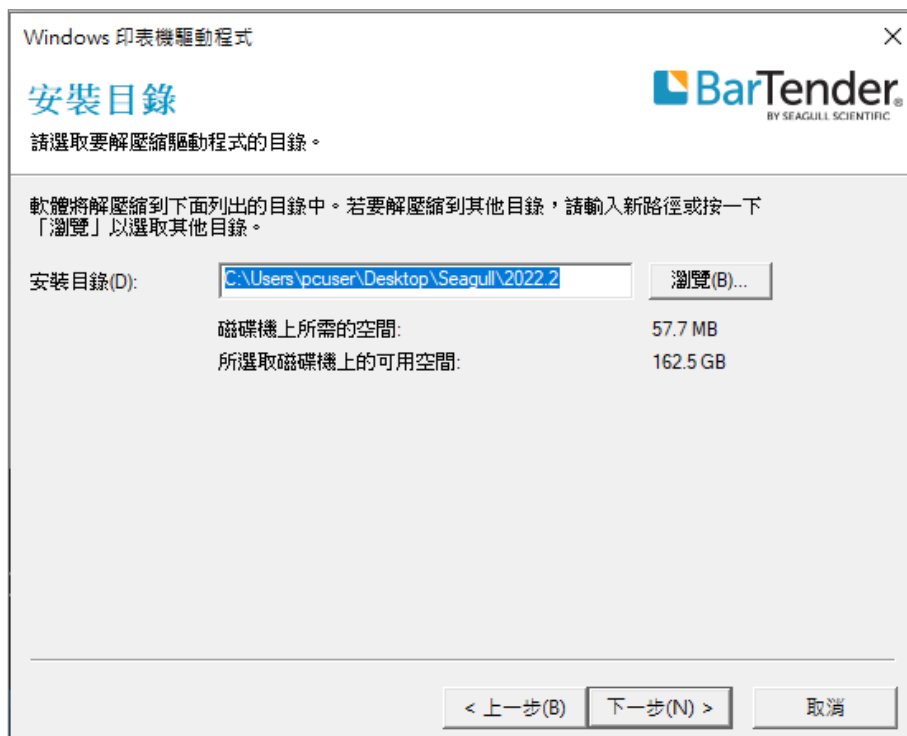 Windows 印表機驅動程式
安裝目錄
BarTender®
BY SEAGULL SCIENTIFIC
請選取要解壓縮驅動程式的目錄。
軟體將解壓縮到下面列出的目錄中。若要解壓縮到其他目錄，請輸入新路徑或按一下
「瀏覽」以選取其他目錄。
安裝目錄(D): C:\Users\pcuser\Desktop\Seagull\2022.2 瀏覽(B)...
磁碟機上所需的空間: 57.7 MB
所選取磁碟機上的可用空間: 162.5 GB
< 上一步(B) 下一步(N) > 取消